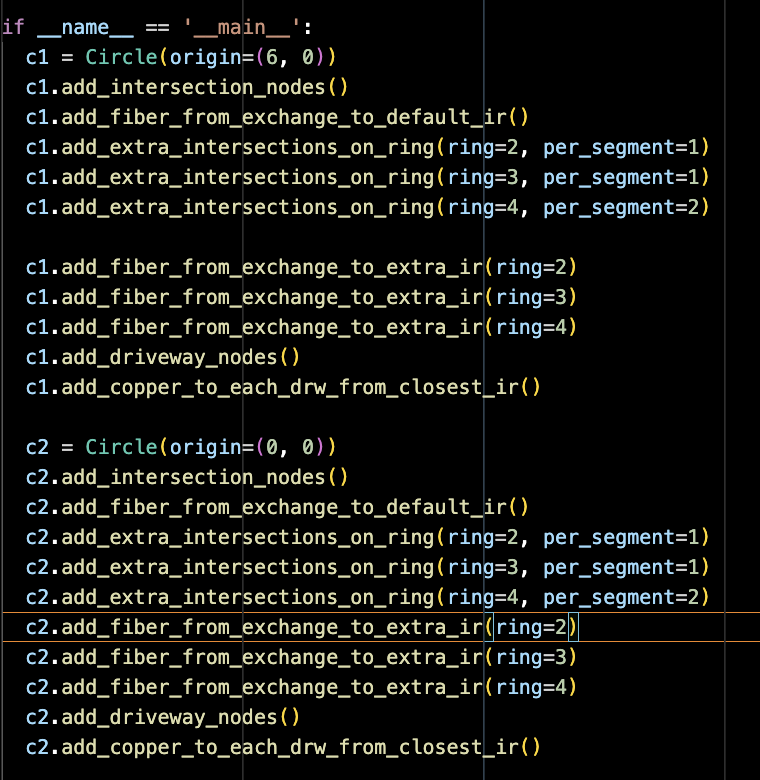 if __name__ == '__main__':
c1 = Circle(origin=(6, 0))
c1.add_intersection_nodes()
c1.add_fiber_from_exchange_to_default_ir()
c1.add_extra_intersections_on_ring(ring=2, per_segment=1)
c1.add_extra_intersections_on_ring(ring=3, per_segment=1)
c1.add_extra_intersections_on_ring(ring=4, per_segment=2)
c1.add_fiber_from_exchange_to_extra_ir(ring=2)
c1.add_fiber_from_exchange_to_extra_ir(ring=3)
c1.add_fiber_from_exchange_to_extra_ir(ring=4)
c1.add_driveway_nodes()
c1.add_copper_to_each_drw_from_closest_ir()
c2 = Circle(origin=(0, 0))
c2.add_intersection_nodes()
c2.add_fiber_from_exchange_to_default_ir()
c2.add_extra_intersections_on_ring(ring=2, per_segment=1)
c2.add_extra_intersections_on_ring(ring=3, per_segment=1)
c2.add_extra_intersections_on_ring(ring=4, per_segment=2)
c2.add_fiber_from_exchange_to_extra_ir(ring=2)
c2.add_fiber_from_exchange_to_extra_ir(ring=3)
c2.add_fiber_from_exchange_to_extra_ir(ring=4)
c2.add_driveway_nodes()
c2.add_copper_to_each_drw_from_closest_ir()